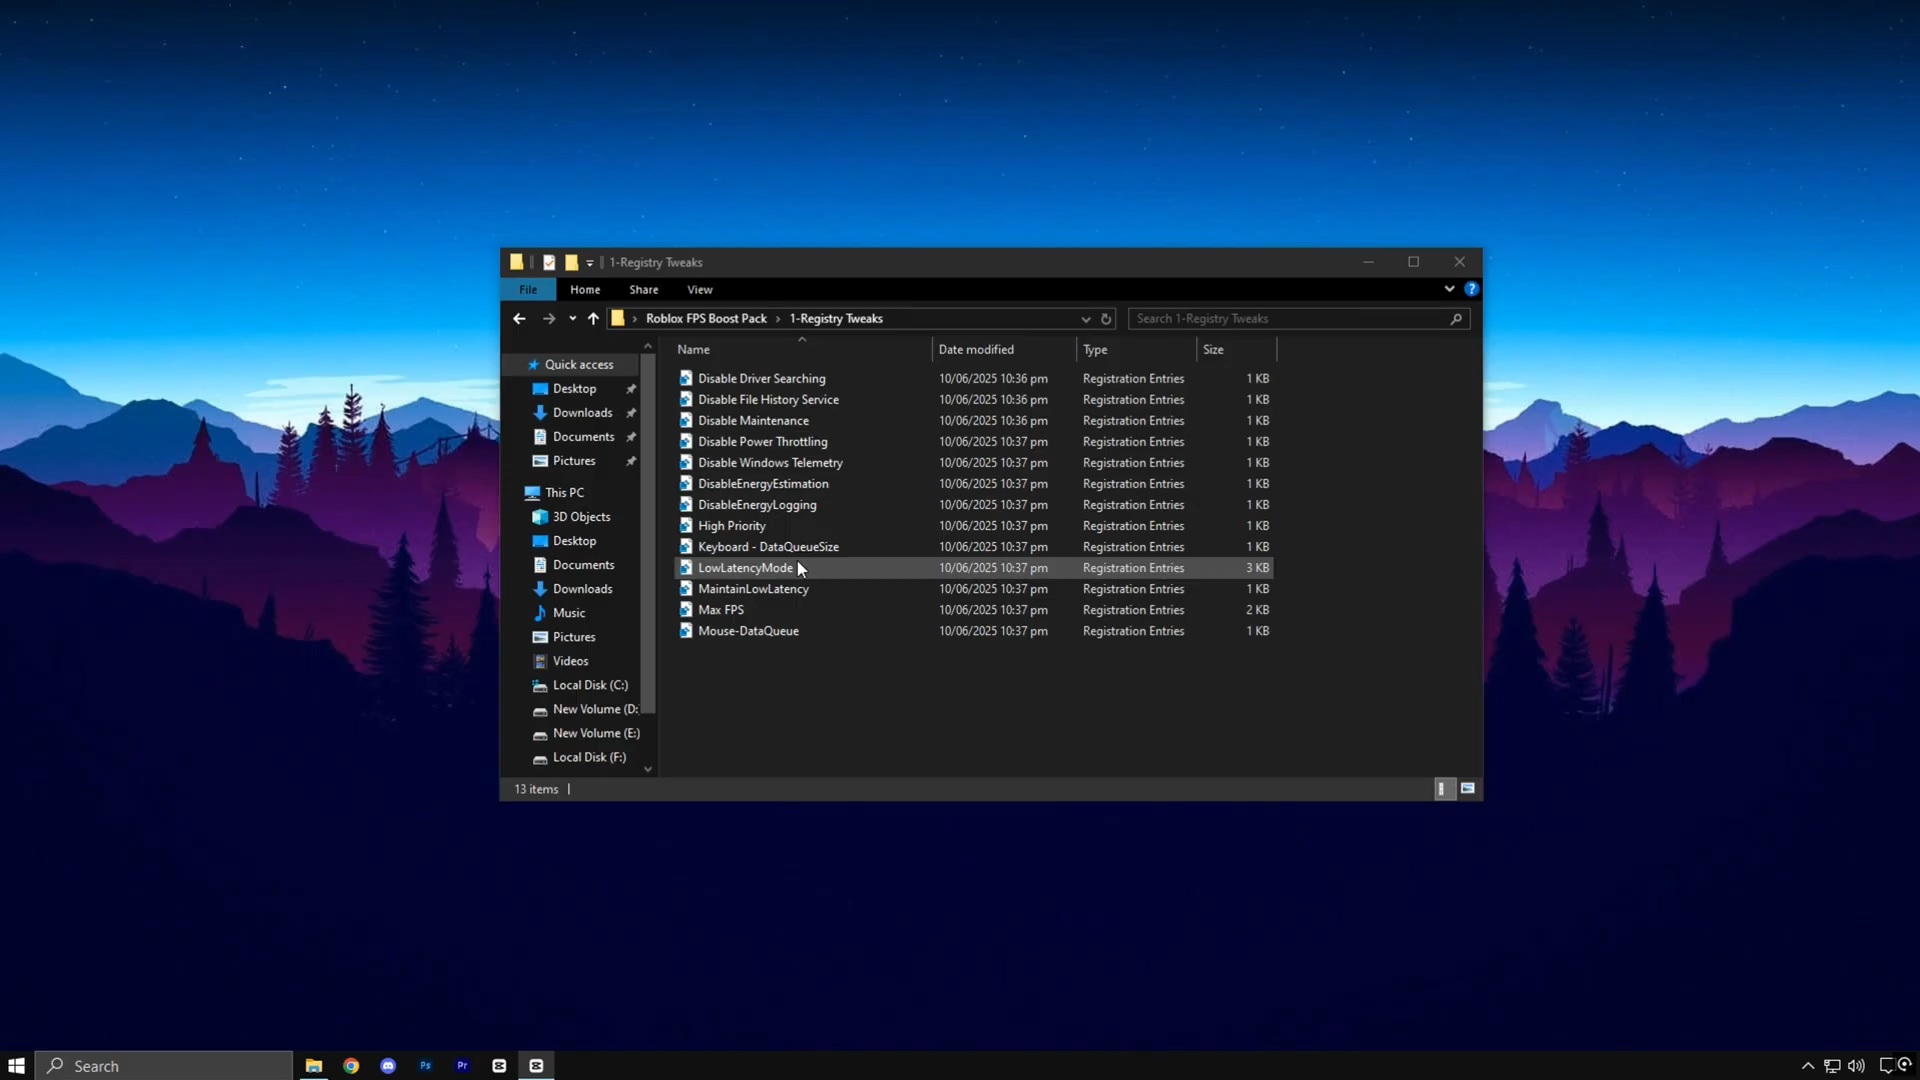 1-Registry Tweaks
File Home Share View
Roblox FPS Boost Pack > 1-Registry Tweaks
Search 1-Registry Tweaks
Name Date modified Type Size
Quick access
Desktop
Downloads
Documents
Pictures
This PC
3D Objects
Desktop
Documents
Downloads
Music
Pictures
Videos
Local Disk (C:)
New Volume (D:
New Volume (E:)
Local Disk (F:)
Disable Driver Searching 10/06/2025 10:36 pm Registration Entries 1 KB
Disable File History Service 10/06/2025 10:36 pm Registration Entries 1 KB
Disable Maintenance 10/06/2025 10:36 pm Registration Entries 1 KB
Disable Power Throttling 10/06/2025 10:37 pm Registration Entries 1 KB
Disable Windows Telemetry 10/06/2025 10:37 pm Registration Entries 1 KB
DisableEnergyEstimation 10/06/2025 10:37 pm Registration Entries 1 KB
DisableEnergyLogging 10/06/2025 10:37 pm Registration Entries 1 KB
High Priority 10/06/2025 10:37 pm Registration Entries 1 KB
Keyboard - DataQueueSize 10/06/2025 10:37 pm Registration Entries 1 KB
LowLatencyMode 10/06/2025 10:37 pm Registration Entries 3 KB
MaintainLowLatency 10/06/2025 10:37 pm Registration Entries 1 KB
Max FPS 10/06/2025 10:37 pm Registration Entries 2 KB
Mouse-DataQueue 10/06/2025 10:37 pm Registration Entries 1 KB
13 items
Search
Ps
Pr